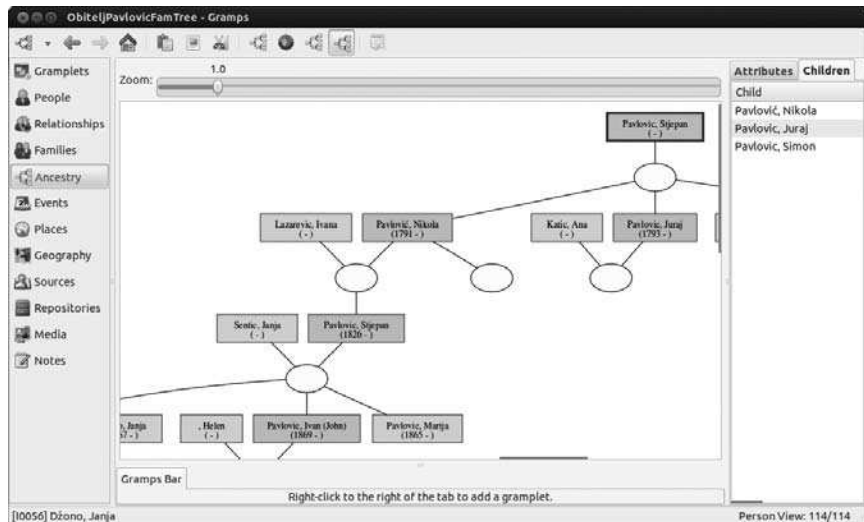 ObiteljPavlovicFamTree - Gramps
Gramplets
People
Relationships
Families
Ancestry
Events
Places
Geography
Sources
Repositories
Media
Notes
Zoom:
1.0
Pavlovic, Stjepan
( - )
Lazarevic, Ivana
( - )
Pavlović, Nikola
(1791 - )
Katic, Ana
( - )
Pavlovic, Juraj
(1793 - )
Sentic, Janja
( - )
Pavlovic, Stjepan
(1826 - )
, Janja
7 - )
, Helen
( - )
Pavlovic, Ivan (John)
(1869 - )
Pavlovic, Marija
(1865 - )
Gramps Bar
Right-click to the right of the tab to add a gramplet.
Attributes Children
Child
Pavlović, Nikola
Pavlovic, Juraj
Pavlovic, Simon
[I0056] Džono, Janja
Person View: 114/114